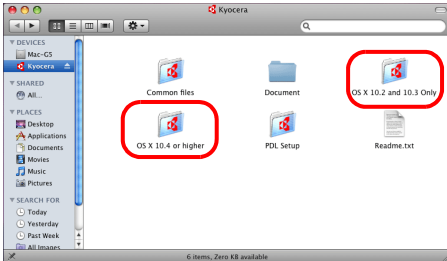 Kyocera
DEVICES
Mac-G5
Kyocera
SHARED
All...
PLACES
Desktop
Applications
Documents
Movies
Music
Pictures
SEARCH FOR
Today
Yesterday
Past Week
All Images
Common files
Document
OS X 10.2 and 10.3 Only
OS X 10.4 or higher
PDL Setup
Readme.txt
6 items, Zero KB available